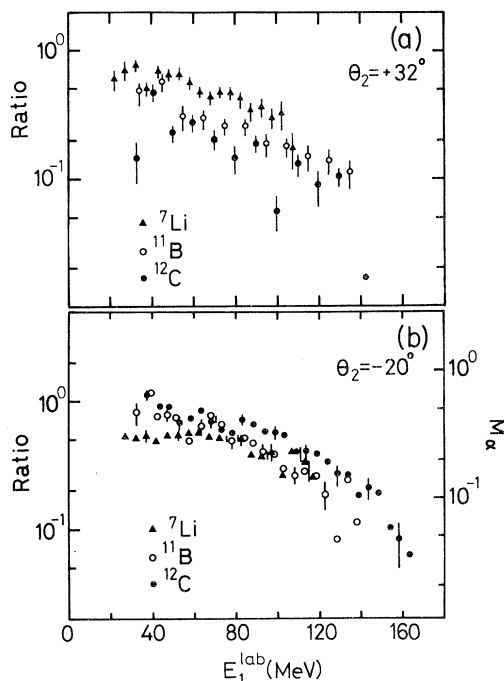 (a)
10⁰
θ₂=+32°
Ratio
10⁻¹
⁷Li
¹¹B
¹²C
(b)
θ₂=-20°
10⁰
10⁰
Ratio
Mα
10⁻¹
10⁻¹
⁷Li
¹¹B
¹²C
0 40 80 120 160
E₁ˡᵃᵇ(MeV)